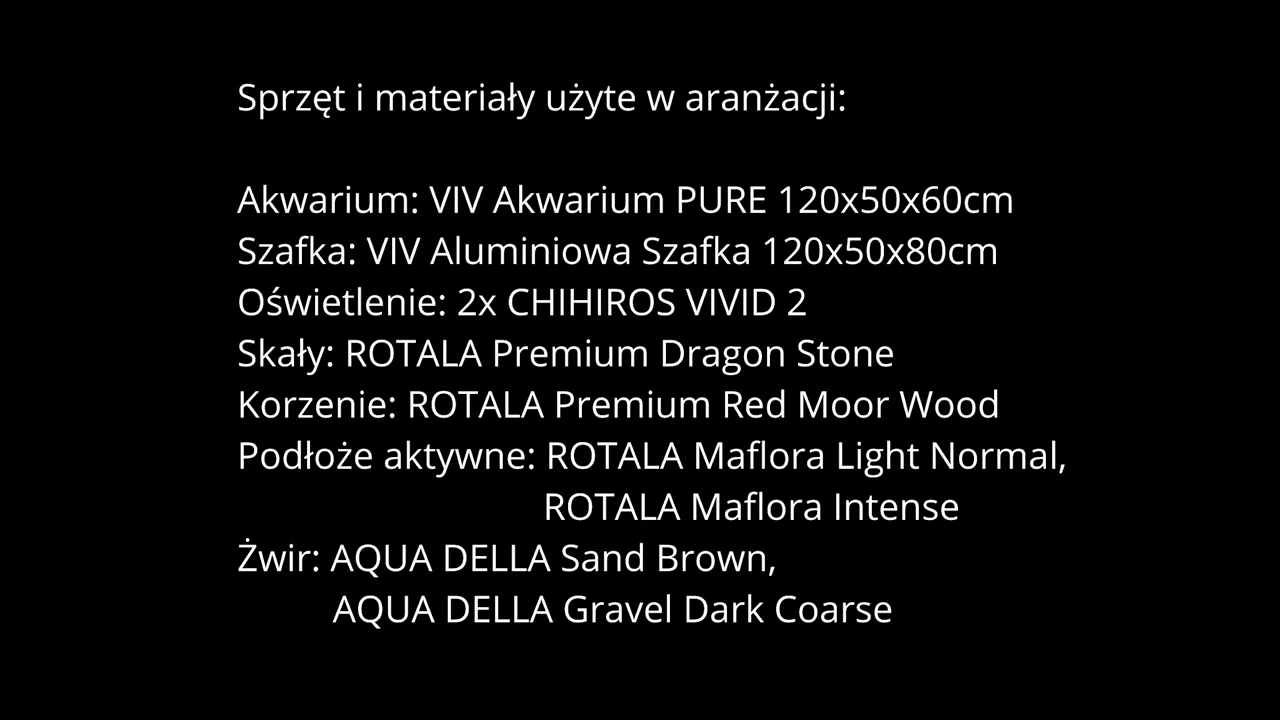 Sprzęt i materiały użyte w aranżacji:
Akwarium: VIV Akwarium PURE 120x50x60cm
Szafka: VIV Aluminiowa Szafka 120x50x80cm
Oświetlenie: 2x CHIHIROS VIVID 2
Skały: ROTALA Premium Dragon Stone
Korzenie: ROTALA Premium Red Moor Wood
Podłoże aktywne: ROTALA Maflora Light Normal,
ROTALA Maflora Intense
Żwir: AQUA DELLA Sand Brown,
AQUA DELLA Gravel Dark Coarse